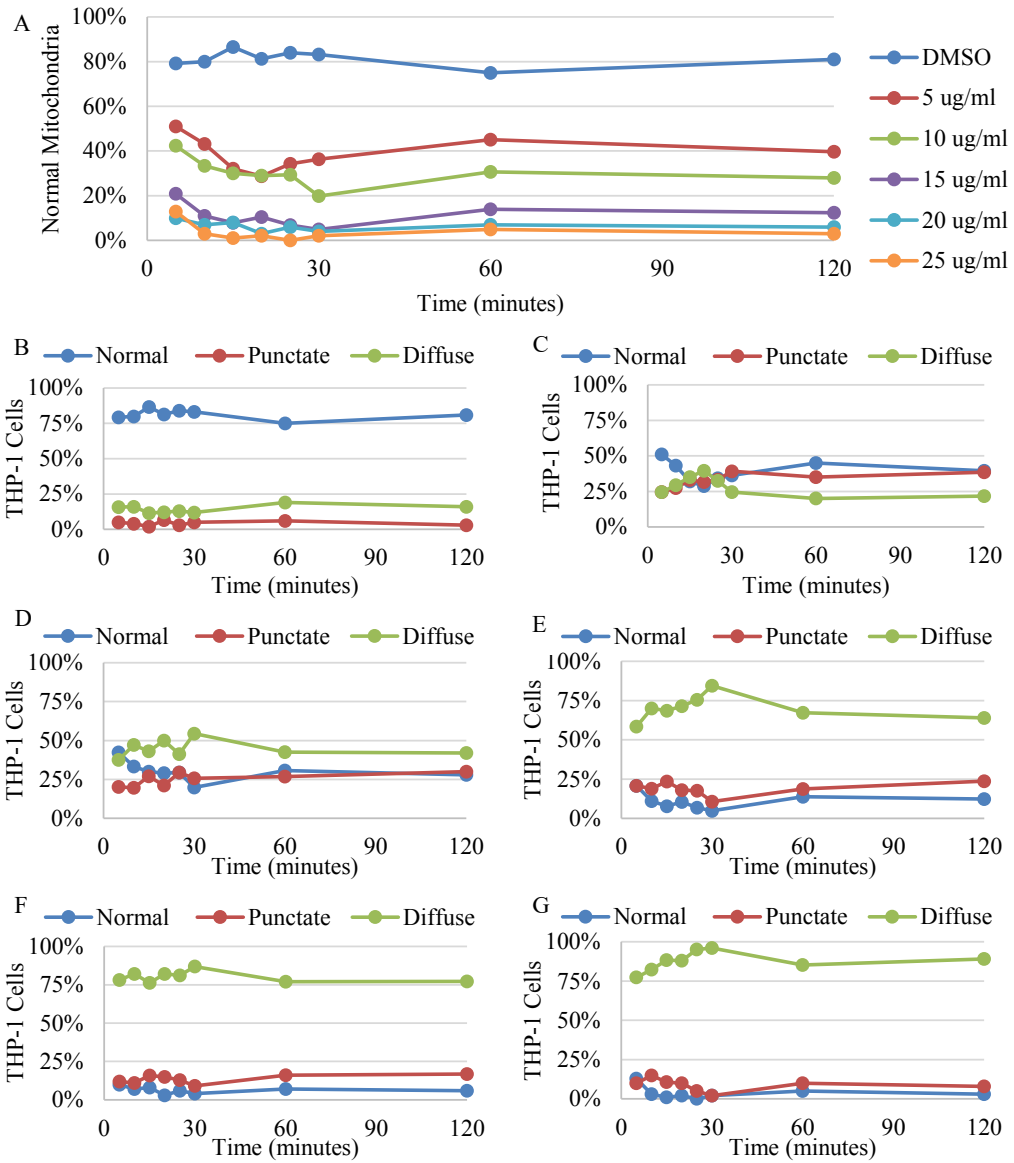 A
Normal Mitochondria
100%
80%
60%
40%
20%
0%
0 30 60 90 120
Time (minutes)
DMSO
5 ug/ml
10 ug/ml
15 ug/ml
20 ug/ml
25 ug/ml
B
Normal Punctate Diffuse
THP-1 Cells
100%
75%
50%
25%
0%
0 30 60 90 120
Time (minutes)
C
Normal Punctate Diffuse
THP-1 Cells
100%
75%
50%
25%
0%
0 30 60 90 120
Time (minutes)
D
Normal Punctate Diffuse
THP-1 Cells
100%
75%
50%
25%
0%
0 30 60 90 120
Time (minutes)
E
Normal Punctate Diffuse
THP-1 Cells
100%
75%
50%
25%
0%
0 30 60 90 120
Time (minutes)
F
Normal Punctate Diffuse
THP-1 Cells
100%
75%
50%
25%
0%
0 30 60 90 120
Time (minutes)
G
Normal Punctate Diffuse
THP-1 Cells
100%
75%
50%
25%
0%
0 30 60 90 120
Time (minutes)